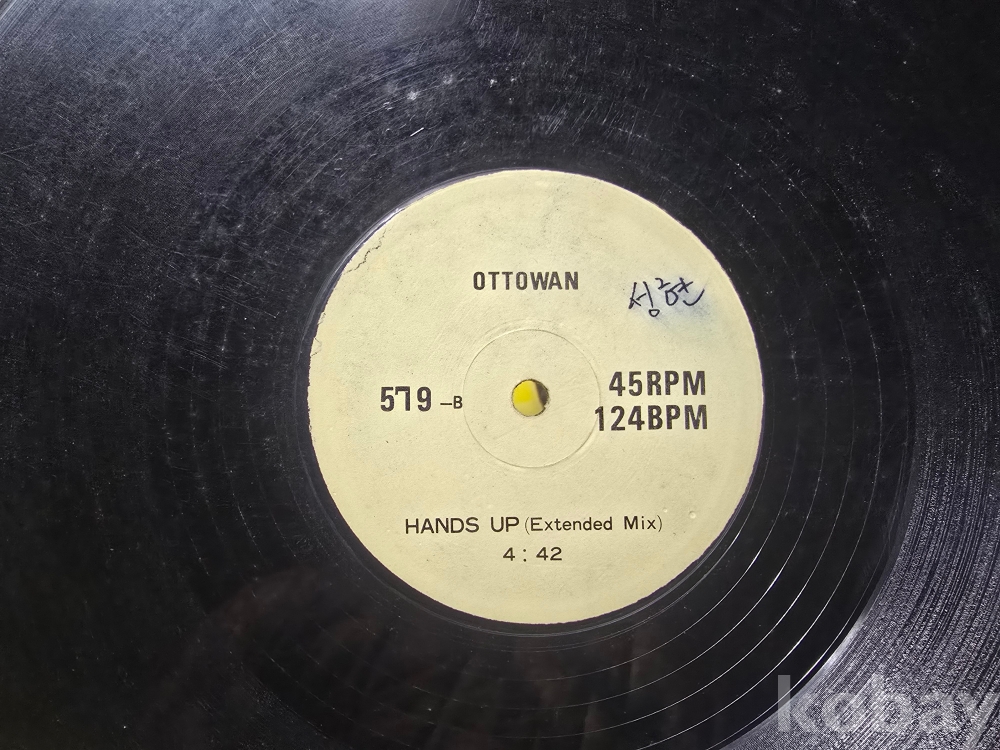 OTTOWAN
성현
579-B
45RPM
124BPM
HANDS UP (Extended Mix)
4:42
kobay